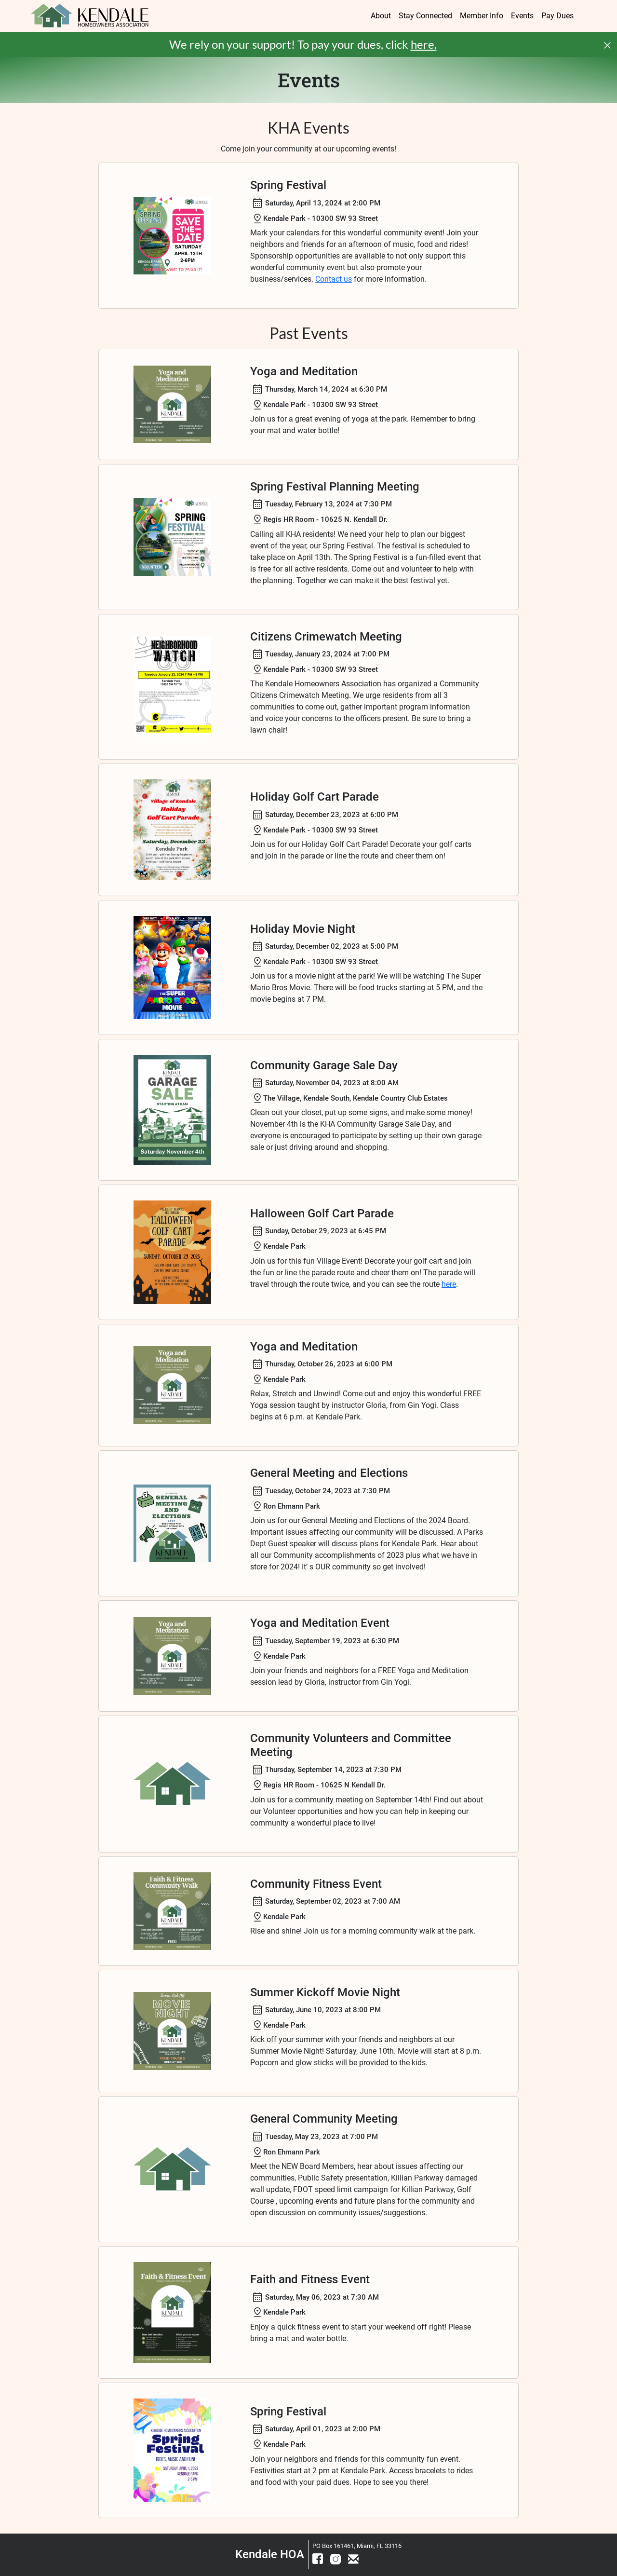 KENDALE
HOMEOWNERS ASSOCIATION
About Stay Connected Member Info Events Pay Dues
We rely on your support! To pay your dues, click here.
Events
KHA Events
Come join your community at our upcoming events!
SPRING
SAVE
THE
DATE
SATURDAY
APRIL 13TH
2-6PM
Spring Festival
Saturday, April 13, 2024 at 2:00 PM
Kendale Park - 10300 SW 93 Street
Mark your calendars for this wonderful community event! Join your
neighbors and friends for an afternoon of music, food and rides!
Sponsorship opportunities are available to not only support this
wonderful community event but also promote your
business/services. Contact us for more information.
Past Events
Yoga and
Meditation
Yoga and Meditation
Thursday, March 14, 2024 at 6:30 PM
Kendale Park - 10300 SW 93 Street
Join us for a great evening of yoga at the park. Remember to bring
your mat and water bottle!
SPRING
FESTIVAL
VOLUNTEER PLANNING MEETING
Spring Festival Planning Meeting
Tuesday, February 13, 2024 at 7:30 PM
Regis HR Room - 10625 N. Kendall Dr.
Calling all KHA residents! We need your help to plan our biggest
event of the year, our Spring Festival. The festival is scheduled to
take place on April 13th. The Spring Festival is a fun-filled event that
is free for all active residents. Come out and volunteer to help with
the planning. Together we can make it the best festival yet.
NEIGHBORHOOD
WATCH
Tuesday, January 23, 2024 7 PM – 8 PM
Citizens Crimewatch Meeting
Tuesday, January 23, 2024 at 7:00 PM
Kendale Park - 10300 SW 93 Street
The Kendale Homeowners Association has organized a Community
Citizens Crimewatch Meeting. We urge residents from all 3
communities to come out, gather important program information
and voice your concerns to the officers present. Be sure to bring a
lawn chair!
Village of Kendale
Holiday
Golf Cart Parade
Saturday, December 23
Kendale Park
Holiday Golf Cart Parade
Saturday, December 23, 2023 at 6:00 PM
Kendale Park - 10300 SW 93 Street
Join us for our Holiday Golf Cart Parade! Decorate your golf carts
and join in the parade or line the route and cheer them on!
THE SUPER
MARIO BROS.
MOVIE
Holiday Movie Night
Saturday, December 02, 2023 at 5:00 PM
Kendale Park - 10300 SW 93 Street
Join us for a movie night at the park! We will be watching The Super
Mario Bros Movie. There will be food trucks starting at 5 PM, and the
movie begins at 7 PM.
KENDALE
GARAGE
SALE
STARTING AT 8AM
Saturday November 4th
Community Garage Sale Day
Saturday, November 04, 2023 at 8:00 AM
The Village, Kendale South, Kendale Country Club Estates
Clean out your closet, put up some signs, and make some money!
November 4th is the KHA Community Garage Sale Day, and
everyone is encouraged to participate by setting up their own garage
sale or just driving around and shopping.
HALLOWEEN
GOLF CART
PARADE
SUNDAY, OCTOBER 29, 2023
Halloween Golf Cart Parade
Sunday, October 29, 2023 at 6:45 PM
Kendale Park
Join us for this fun Village Event! Decorate your golf cart and join
the fun or line the parade route and cheer them on! The parade will
travel through the route twice, and you can see the route here.
Yoga and
Meditation
Yoga and Meditation
Thursday, October 26, 2023 at 6:00 PM
Kendale Park
Relax, Stretch and Unwind! Come out and enjoy this wonderful FREE
Yoga session taught by instructor Gloria, from Gin Yogi. Class
begins at 6 p.m. at Kendale Park.
GENERAL
MEETING
AND
ELECTIONS
KENDALE
General Meeting and Elections
Tuesday, October 24, 2023 at 7:30 PM
Ron Ehmann Park
Join us for our General Meeting and Elections of the 2024 Board.
Important issues affecting our community will be discussed. A Parks
Dept Guest speaker will discuss plans for Kendale Park. Hear about
all our Community accomplishments of 2023 plus what we have in
store for 2024! It' s OUR community so get involved!
Yoga and
Meditation
Yoga and Meditation Event
Tuesday, September 19, 2023 at 6:30 PM
Kendale Park
Join your friends and neighbors for a FREE Yoga and Meditation
session lead by Gloria, instructor from Gin Yogi.
Community Volunteers and Committee
Meeting
Thursday, September 14, 2023 at 7:30 PM
Regis HR Room - 10625 N Kendall Dr.
Join us for a community meeting on September 14th! Find out about
our Volunteer opportunities and how you can help in keeping our
community a wonderful place to live!
Faith & Fitness
Community Walk
Community Fitness Event
Saturday, September 02, 2023 at 7:00 AM
Kendale Park
Rise and shine! Join us for a morning community walk at the park.
MOVIE
NIGHT
Summer Kickoff Movie Night
Saturday, June 10, 2023 at 8:00 PM
Kendale Park
Kick off your summer with your friends and neighbors at our
Summer Movie Night! Saturday, June 10th. Movie will start at 8 p.m.
Popcorn and glow sticks will be provided to the kids.
General Community Meeting
Tuesday, May 23, 2023 at 7:00 PM
Ron Ehmann Park
Meet the NEW Board Members, hear about issues affecting our
communities, Public Safety presentation, Killian Parkway damaged
wall update, FDOT speed limit campaign for Killian Parkway, Golf
Course , upcoming events and future plans for the community and
open discussion on community issues/suggestions.
Faith & Fitness Event
KENDALE
Faith and Fitness Event
Saturday, May 06, 2023 at 7:30 AM
Kendale Park
Enjoy a quick fitness event to start your weekend off right! Please
bring a mat and water bottle.
KENDALE HOMEOWNERS ASSOCIATION
Spring
Festival
RIDES, MUSIC AND FUN!
SATURDAY, APRIL 1, 2023
KENDALE PARK
Spring Festival
Saturday, April 01, 2023 at 2:00 PM
Kendale Park
Join your neighbors and friends for this community fun event.
Festivities start at 2 pm at Kendale Park. Access bracelets to rides
and food with your paid dues. Hope to see you there!
Kendale HOA
PO Box 161461, Miami, FL 33116